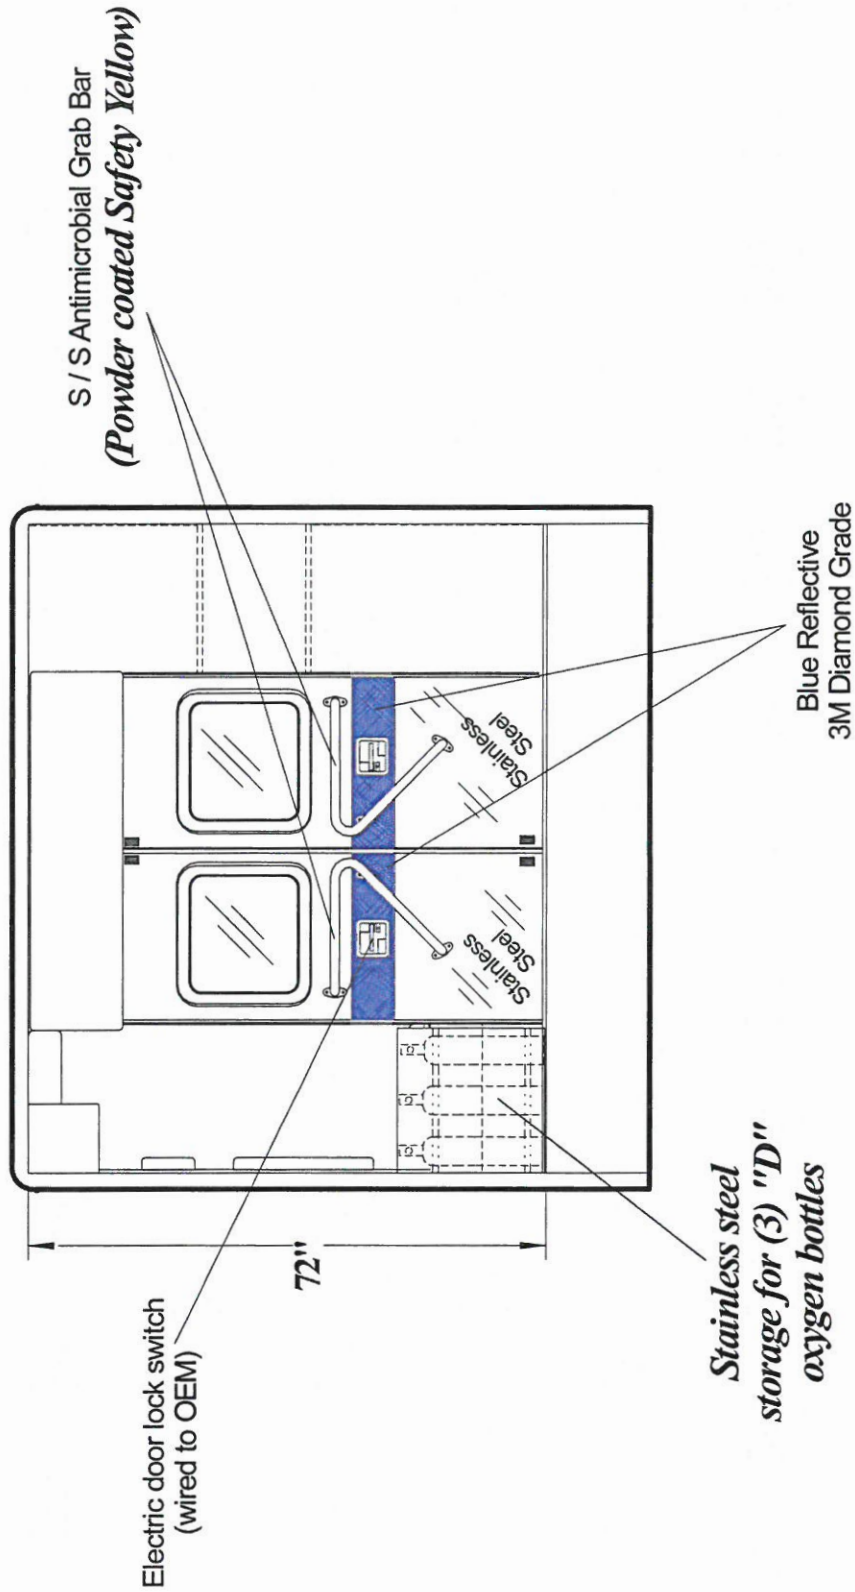 S / S Antimicrobial Grab Bar
(Powder coated Safety Yellow)
Electric door lock switch
(wired to OEM)
72"
Stainless
Steel
Stainless
Steel
Stainless steel
storage for (3) "D"
oxygen bottles
Blue Reflective
3M Diamond Grade